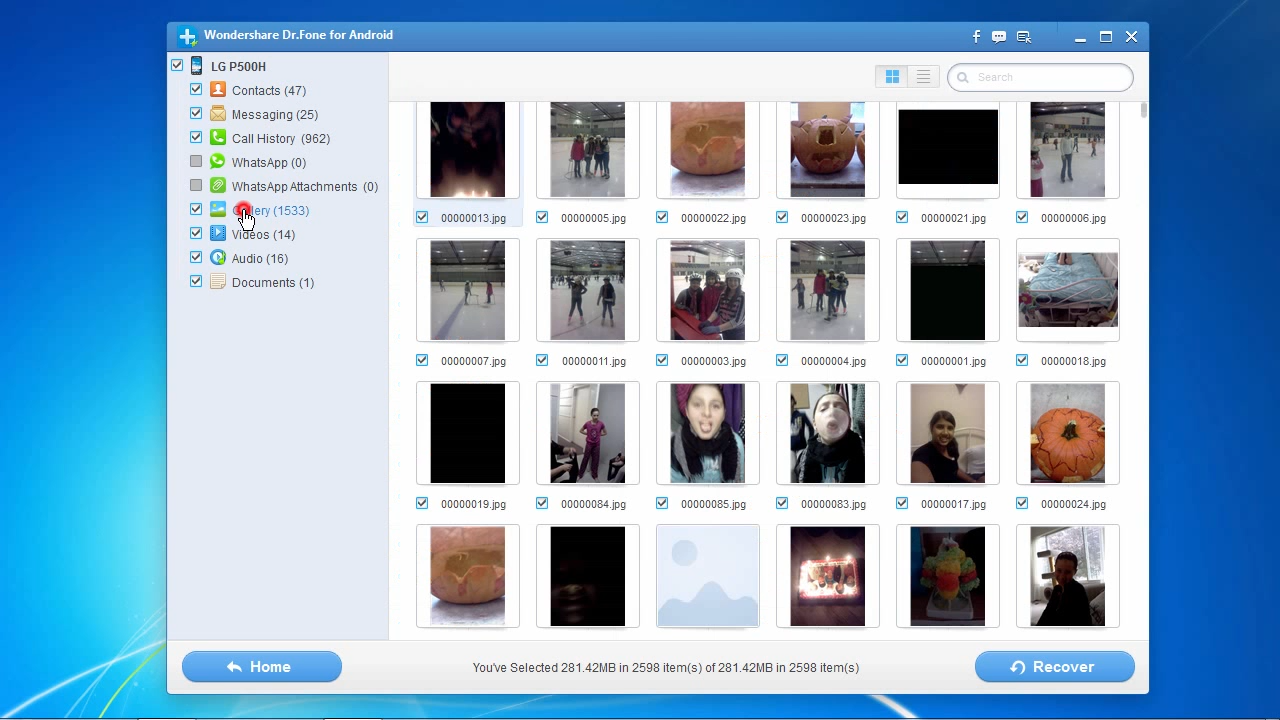 Wondershare Dr.Fone for Android
LG P500H
Contacts (47)
Messaging (25)
Call History (962)
WhatsApp (0)
WhatsApp Attachments (0)
(1533)
Videos (14)
Audio (16)
Documents (1)
Search
00000013.jpg 00000005.jpg 00000022.jpg 00000023.jpg 00000021.jpg 00000006.jpg
00000007.jpg 00000011.jpg 00000003.jpg 00000004.jpg 00000001.jpg 00000018.jpg
00000019.jpg 00000084.jpg 00000085.jpg 00000083.jpg 00000017.jpg 00000024.jpg
Home
You've Selected 281.42MB in 2598 item(s) of 281.42MB in 2598 item(s)
Recover